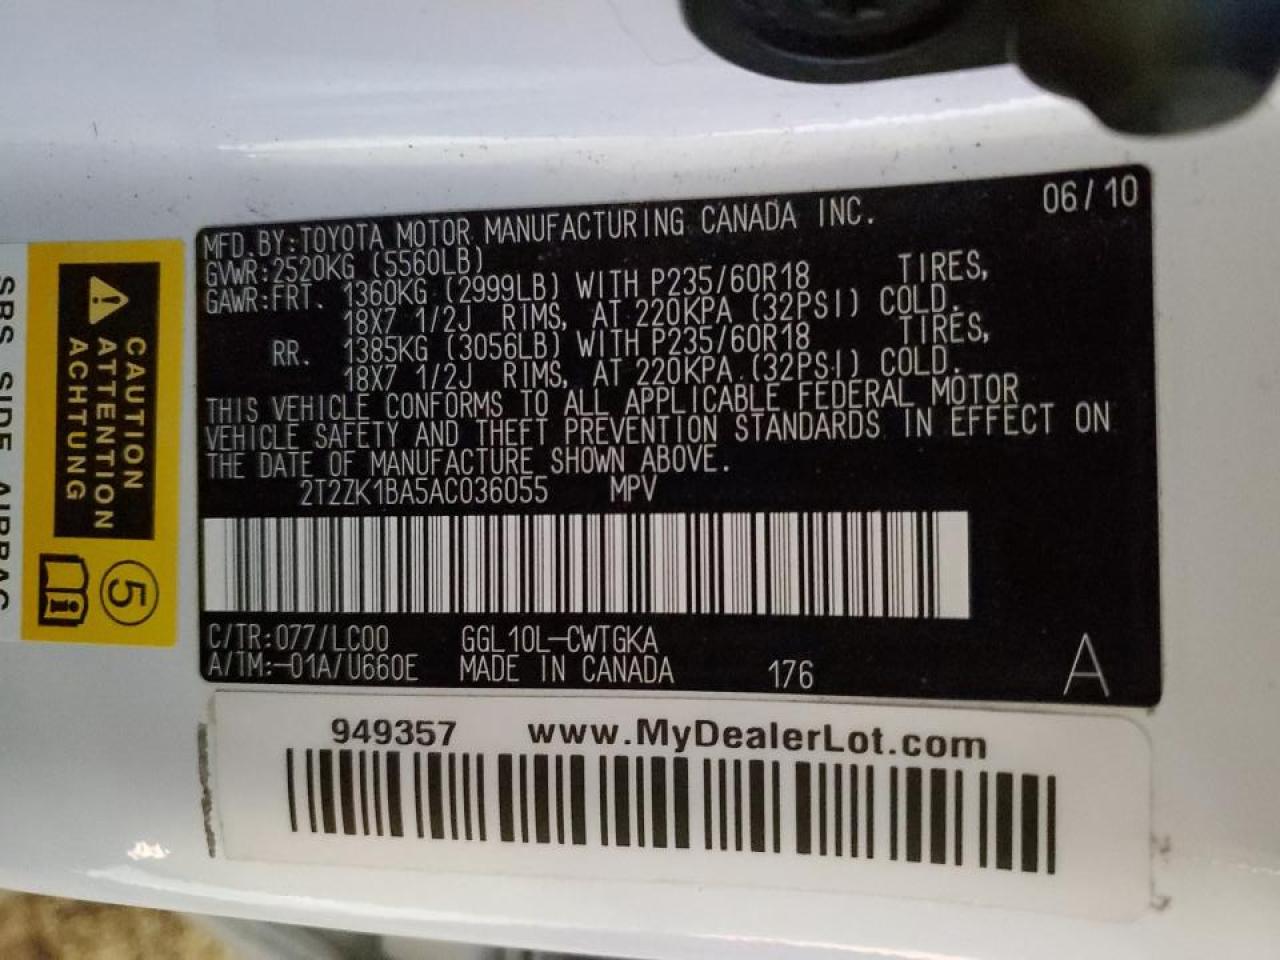 06/10
MFD.BY:TOYOTA MOTOR MANUFACTURING CANADA INC.
GVWR:2520KG (5560LB)
GAWR:FRT. 1360KG (2999LB) WITH P235/60R18 TIRES,
18X7 1/2J RIMS, AT 220KPA (32PSI) COLD.
RR. 1385KG (3056LB) WITH P235/60R18 TIRES,
18X7 1/2J RIMS, AT 220KPA (32PSI) COLD.
THIS VEHICLE CONFORMS TO ALL APPLICABLE FEDERAL MOTOR
VEHICLE SAFETY AND THEFT PREVENTION STANDARDS IN EFFECT ON
THE DATE OF MANUFACTURE SHOWN ABOVE.
2T2ZK1BA5AC036055 MPV
C/TR:077/LC00 GGL10L-CWTGKA
A/TM:-01A/U660E MADE IN CANADA 176 A
949357 www.MyDealerLot.com
CAUTION
ATTENTION
ACHTUNG
5
i
SRS SIDE AIRBAG